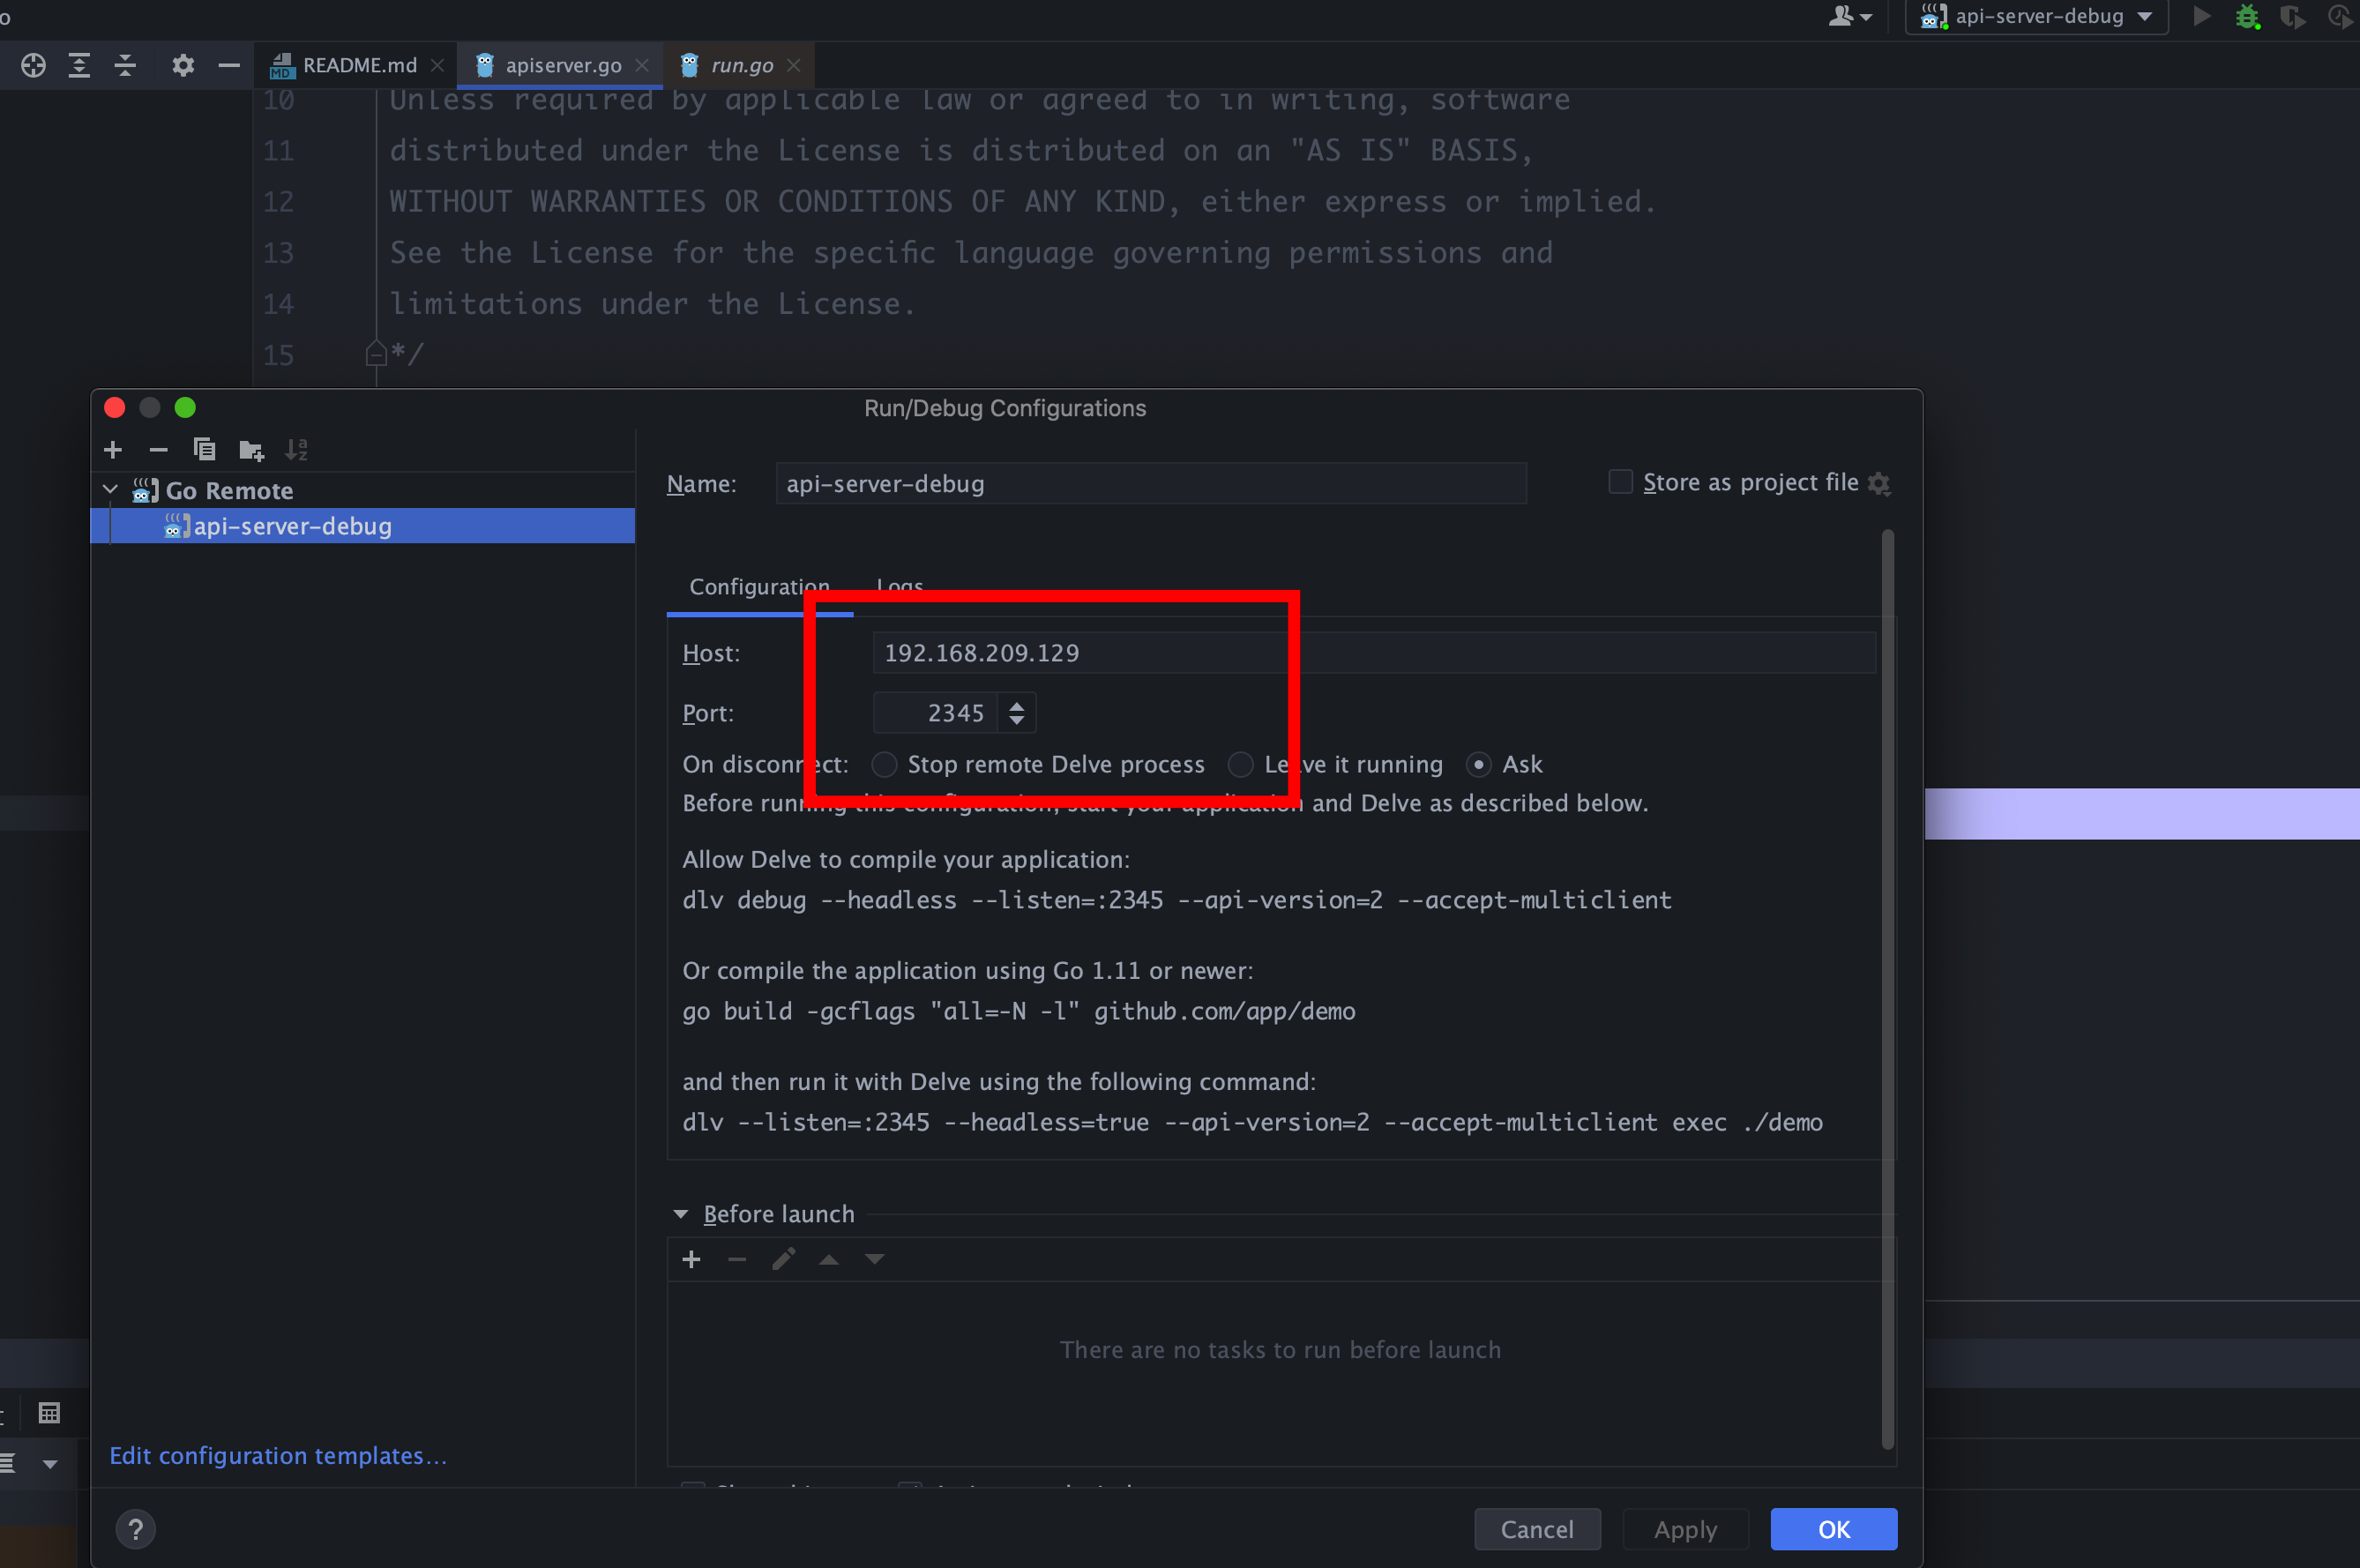 o
api-server-debug
README.md
apiserver.go
run.go
10 Unless required by applicable law or agreed to in writing, software
11 distributed under the License is distributed on an "AS IS" BASIS,
12 WITHOUT WARRANTIES OR CONDITIONS OF ANY KIND, either express or implied.
13 See the License for the specific language governing permissions and
14 limitations under the License.
15 */
Run/Debug Configurations
Go Remote
api-server-debug
Name: api-server-debug
Store as project file
Configuration Logs
Host: 192.168.209.129
Port: 2345
On disconnect: Stop remote Delve process Leave it running Ask
Before running this configuration, start your application and Delve as described below.
Allow Delve to compile your application:
dlv debug --headless --listen=:2345 --api-version=2 --accept-multiclient
Or compile the application using Go 1.11 or newer:
go build -gcflags "all=-N -l" github.com/app/demo
and then run it with Delve using the following command:
dlv --listen=:2345 --headless=true --api-version=2 --accept-multiclient exec ./demo
Before launch
There are no tasks to run before launch
Edit configuration templates...
?
Cancel
Apply
OK